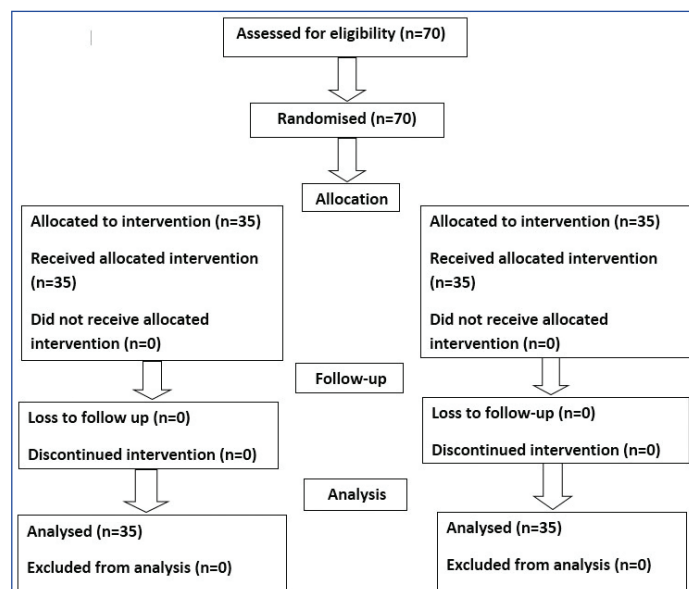 Assessed for eligibility (n=70)
Randomised (n=70)
Allocation
Allocated to intervention (n=35)
Received allocated intervention
(n=35)
Did not receive allocated
intervention (n=0)
Allocated to intervention (n=35)
Received allocated intervention
(n=35)
Did not receive allocated
intervention (n=0)
Follow-up
Loss to follow up (n=0)
Discontinued intervention (n=0)
Loss to follow-up (n=0)
Discontinued intervention (n=0)
Analysis
Analysed (n=35)
Excluded from analysis (n=0)
Analysed (n=35)
Excluded from analysis (n=0)